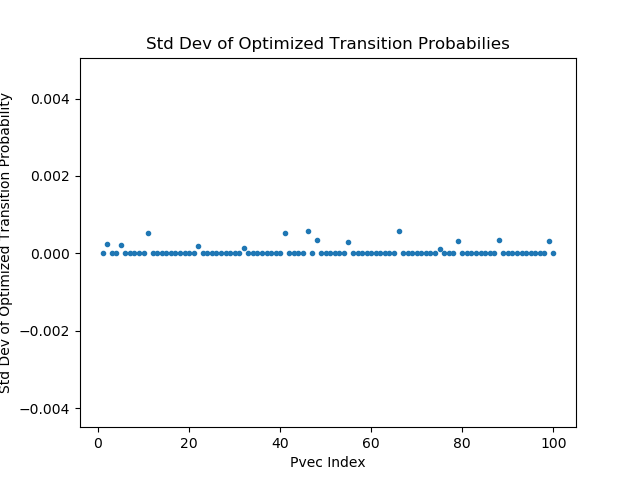 Std Dev of Optimized Transition Probabilies
Std Dev of Optimized Transition Probability
0.004
0.002
0.000
−0.002
−0.004
0 20 40 60 80 100
Pvec Index